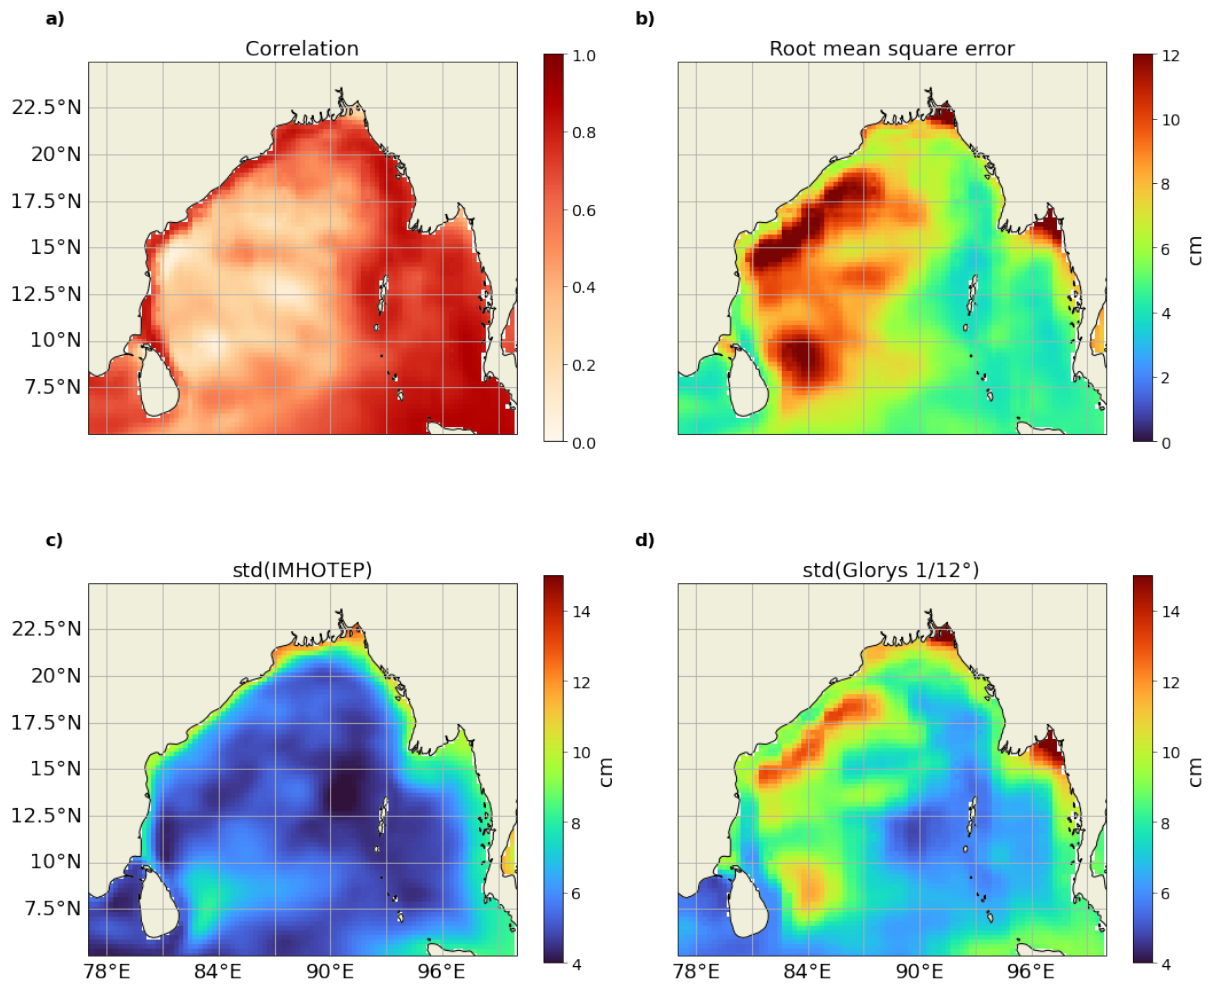 a)
Correlation
22.5°N
20°N
17.5°N
15°N
12.5°N
10°N
7.5°N
1.0
0.8
0.6
0.4
0.2
0.0
b)
Root mean square error
12
10
8
6
4
2
0
cm
c)
std(IMHOTEP)
22.5°N
20°N
17.5°N
15°N
12.5°N
10°N
7.5°N
78°E 84°E 90°E 96°E
14
12
10
8
6
4
cm
d)
std(Glorys 1/12°)
78°E 84°E 90°E 96°E
14
12
10
8
6
4
cm